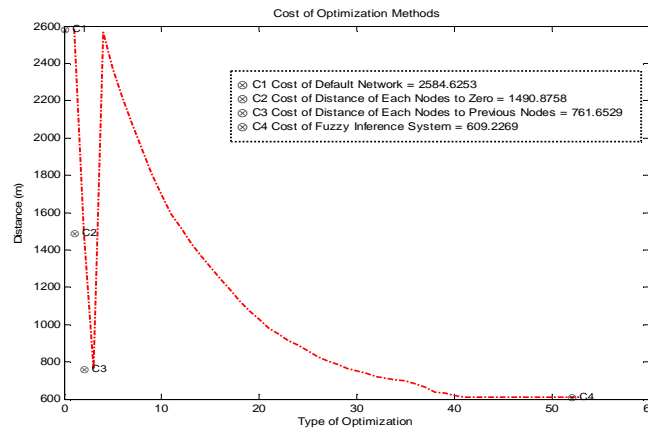 Cost of Optimization Methods
2600
2400
2200
2000
1800
1600
1400
1200
1000
800
600
Distance (m)
C1
C2
C3
C4
C1 Cost of Default Network = 2584.6253
C2 Cost of Distance of Each Nodes to Zero = 1490.8758
C3 Cost of Distance of Each Nodes to Previous Nodes = 761.6529
C4 Cost of Fuzzy Inference System = 609.2269
0 10 20 30 40 50 60
Type of Optimization